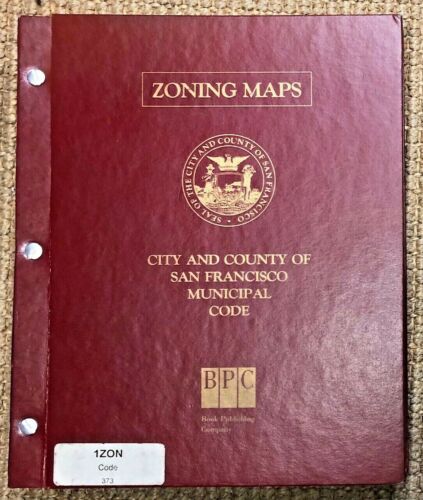 ZONING MAPS
SEAL OF THE CITY AND COUNTY OF SAN FRANCISCO
CITY AND COUNTY OF
SAN FRANCISCO
MUNICIPAL
CODE
BPC
Book Publishing
Company
1ZON
Code
373